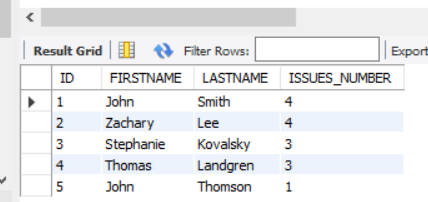 Result Grid Filter Rows: Export
ID FIRSTNAME LASTNAME ISSUES_NUMBER
1 John Smith 4
2 Zachary Lee 4
3 Stephanie Kovalsky 3
4 Thomas Landgren 3
5 John Thomson 1